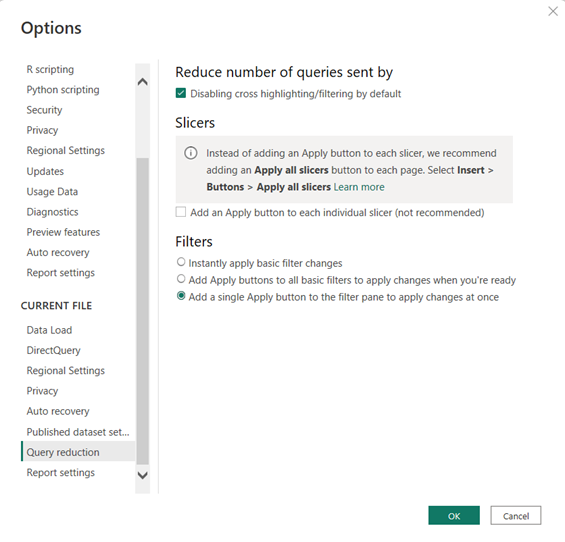 Options
R scripting
Python scripting
Security
Privacy
Regional Settings
Updates
Usage Data
Diagnostics
Preview features
Auto recovery
Report settings
CURRENT FILE
Data Load
DirectQuery
Regional Settings
Privacy
Auto recovery
Published dataset set...
Query reduction
Report settings
Reduce number of queries sent by
Disabling cross highlighting/filtering by default
Slicers
Instead of adding an Apply button to each slicer, we recommend
adding an Apply all slicers button to each page. Select Insert >
Buttons > Apply all slicers Learn more
Add an Apply button to each individual slicer (not recommended)
Filters
Instantly apply basic filter changes
Add Apply buttons to all basic filters to apply changes when you're ready
Add a single Apply button to the filter pane to apply changes at once
OK
Cancel